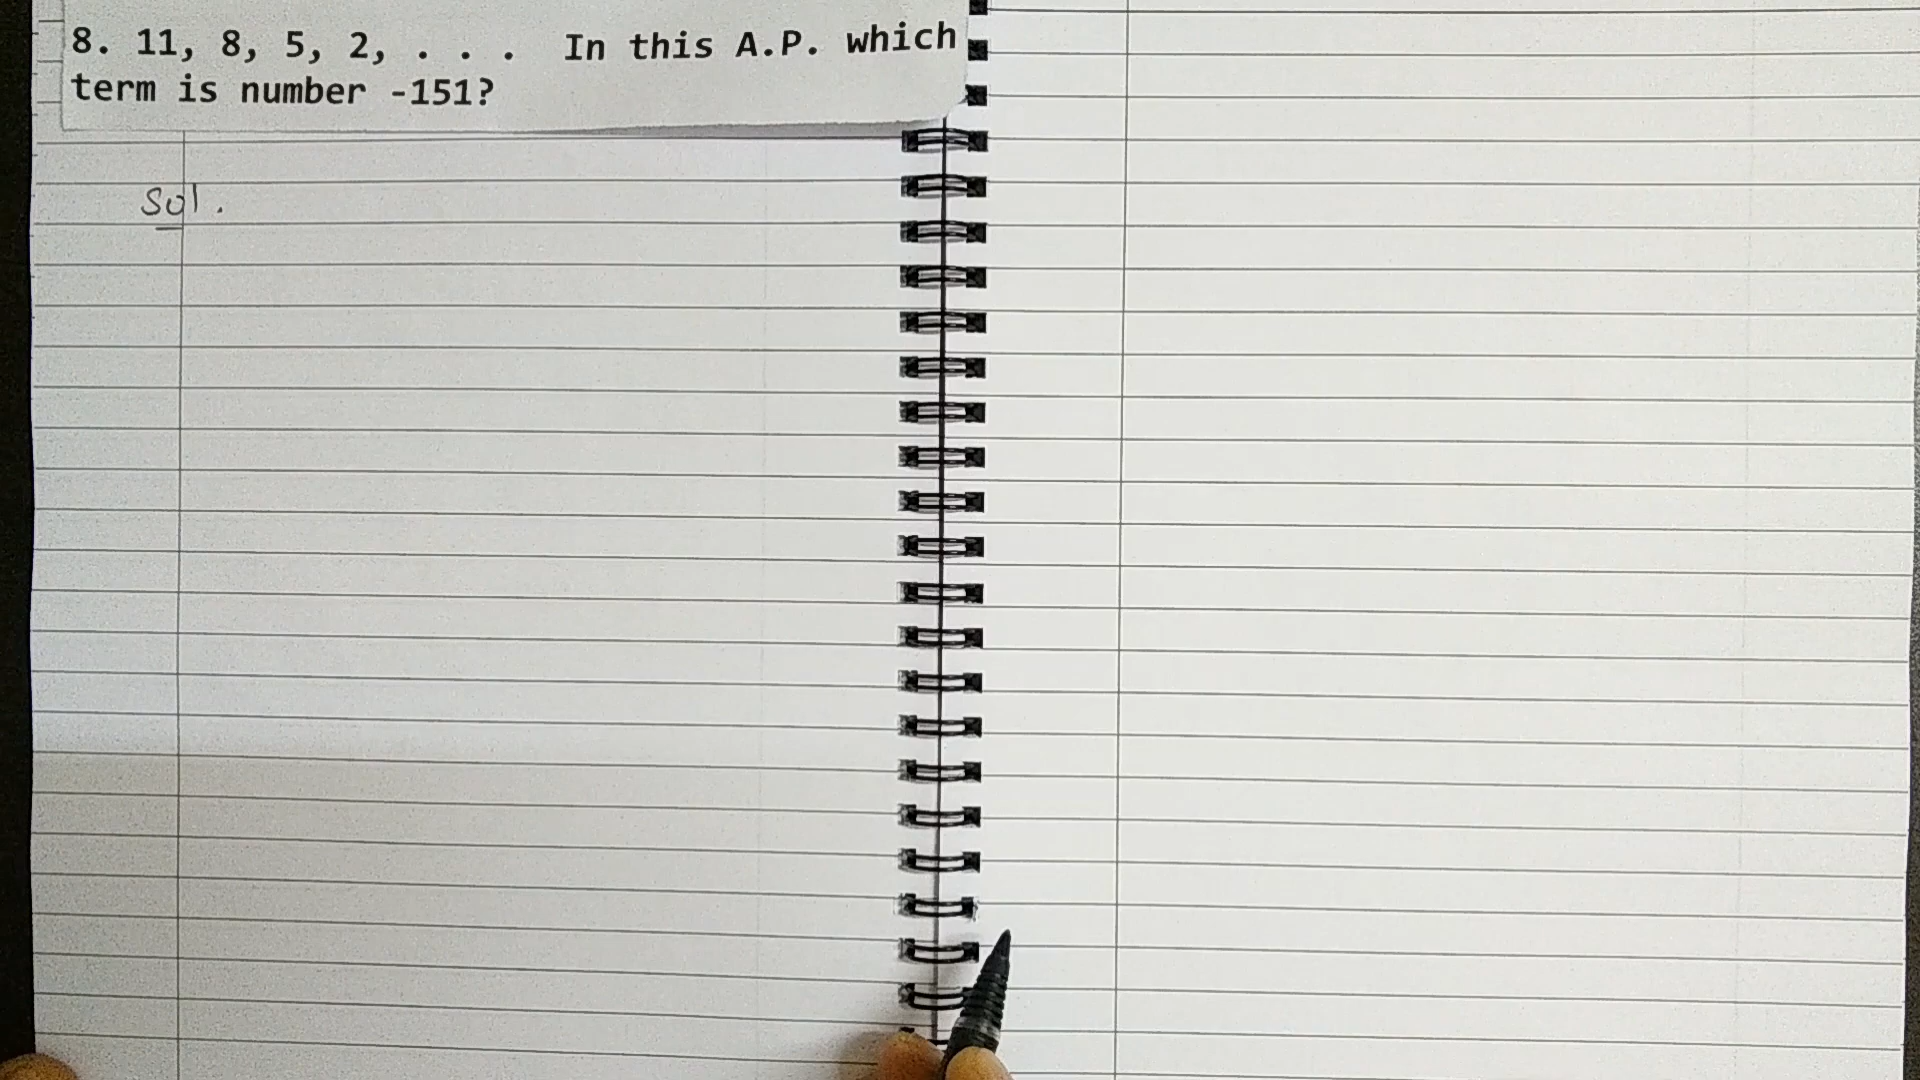 8. 11, 8, 5, 2, . . . In this A.P. which
term is number -151?
Sol.